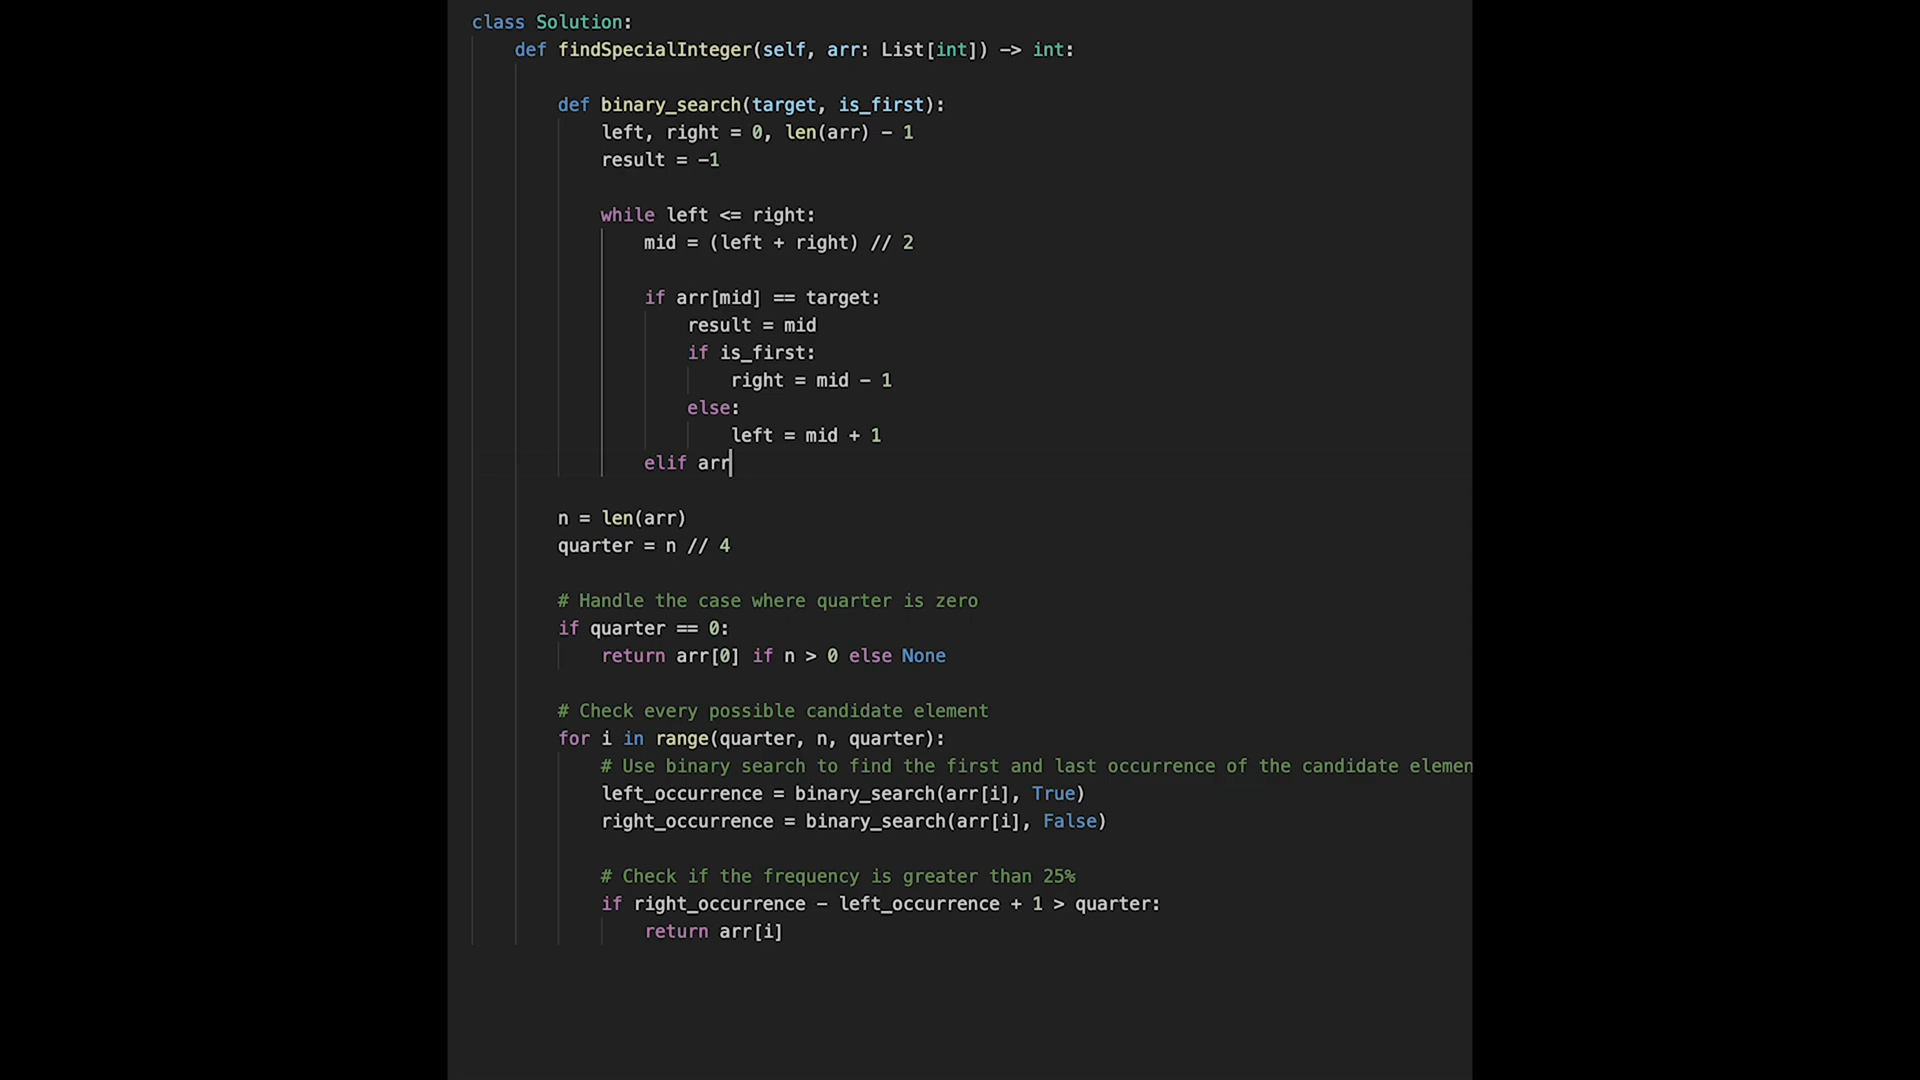 class Solution:
def findSpecialInteger(self, arr: List[int]) -> int:
def binary_search(target, is_first):
left, right = 0, len(arr) - 1
result = -1
while left <= right:
mid = (left + right) // 2
if arr[mid] == target:
result = mid
if is_first:
right = mid - 1
else:
left = mid + 1
elif arr
n = len(arr)
quarter = n // 4
# Handle the case where quarter is zero
if quarter == 0:
return arr[0] if n > 0 else None
# Check every possible candidate element
for i in range(quarter, n, quarter):
# Use binary search to find the first and last occurrence of the candidate elemen
left_occurrence = binary_search(arr[i], True)
right_occurrence = binary_search(arr[i], False)
# Check if the frequency is greater than 25%
if right_occurrence - left_occurrence + 1 > quarter:
return arr[i]